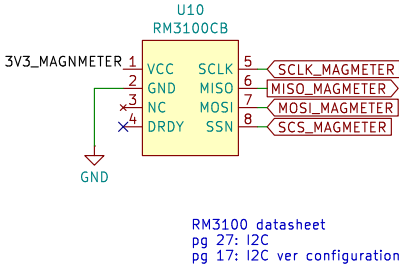 U10
RM3100CB
3V3_MAGNMETER 1 VCC SCLK 5 SCLK_MAGMETER
2 GND MISO 6 MISO_MAGMETER
3 NC MOSI 7 MOSI_MAGMETER
4 DRDY SSN 8 SCS_MAGMETER
GND
RM3100 datasheet
pg 27: I2C
pg 17: I2C ver configuration